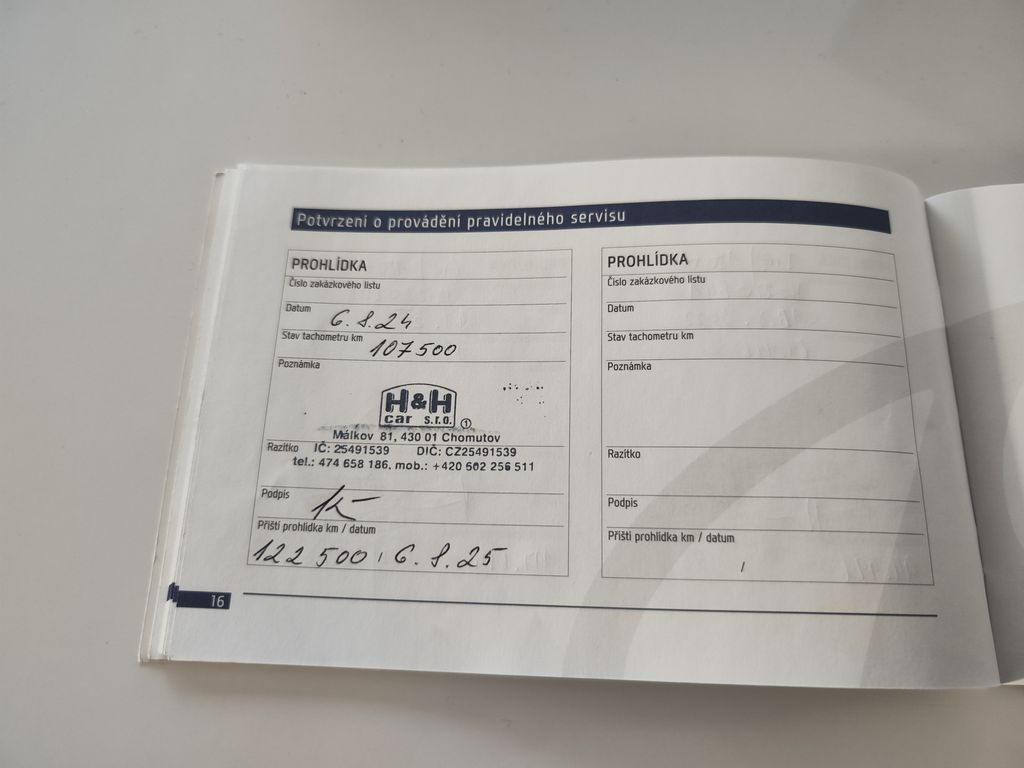 Potvrzení o provádění pravidelného servisu
PROHLÍDKA
Číslo zakázkového listu
Datum 6.8.24
Stav tachometru km 107500
Poznámka
H&H
car s.r.o. ①
Málkov 81, 430 01 Chomutov
Razítko IČ: 25491539 DIČ: CZ25491539
tel.: 474 658 186, mob.: +420 602 256 511
Podpis
Příští prohlídka km / datum
122 500, 6.8.25
PROHLÍDKA
Číslo zakázkového listu
Datum
Stav tachometru km
Poznámka
Razítko
Podpis
Příští prohlídka km / datum
/
16